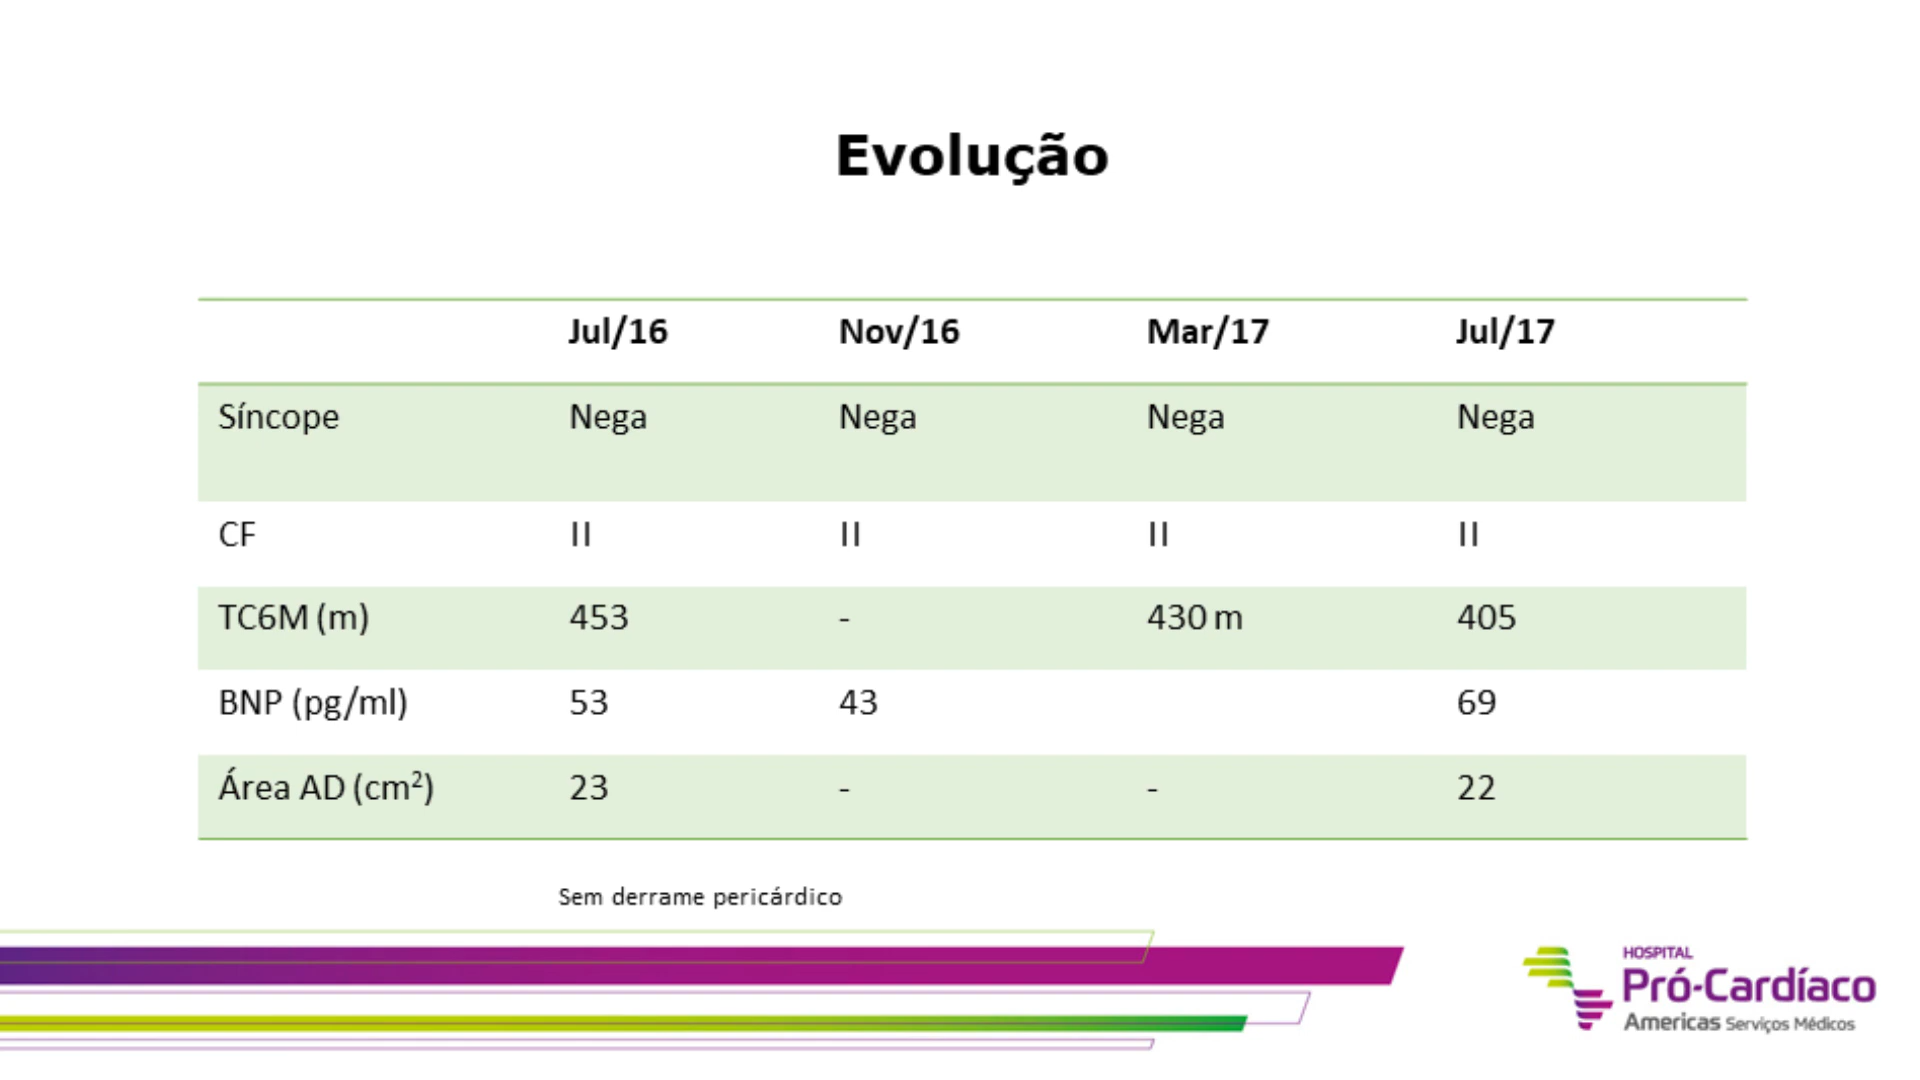 Evolução
Jul/16 Nov/16 Mar/17 Jul/17
Síncope Nega Nega Nega Nega
CF II II II II
TC6M (m) 453 - 430 m 405
BNP (pg/ml) 53 43 69
Área AD (cm²) 23 - - 22
Sem derrame pericárdico
HOSPITAL
Pró-Cardíaco
Americas Serviços Médicos